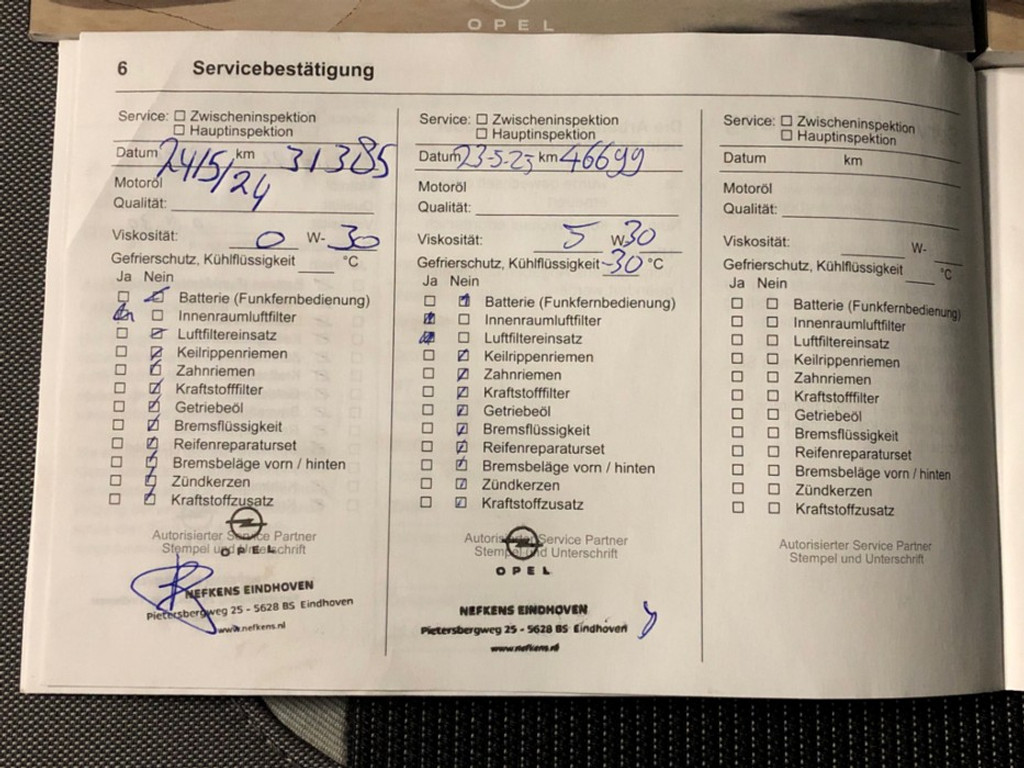 OPEL
6 Servicebestätigung
Service: Zwischeninspektion
Hauptinspektion
Datum 24/5/24 km 31385
Motoröl
Qualität:
Viskosität: 0 W- 30
Gefrierschutz, Kühlflüssigkeit °C
Ja Nein
Batterie (Funkfernbedienung)
Innenraumluftfilter
Luftfiltereinsatz
Keilrippenriemen
Zahnriemen
Kraftstofffilter
Getriebeöl
Bremsflüssigkeit
Reifenreparaturset
Bremsbeläge vorn / hinten
Zündkerzen
Kraftstoffzusatz
Autorisierter Service Partner
Stempel und Unterschrift
OPEL
NEFKENS EINDHOVEN
Pietersbergweg 25 - 5628 BS Eindhoven
www.nefkens.nl
Service: Zwischeninspektion
Hauptinspektion
Datum 23-5-25 km 46699
Motoröl
Qualität:
Viskosität: 5 W- 30
Gefrierschutz, Kühlflüssigkeit -30 °C
Ja Nein
Batterie (Funkfernbedienung)
Innenraumluftfilter
Luftfiltereinsatz
Keilrippenriemen
Zahnriemen
Kraftstofffilter
Getriebeöl
Bremsflüssigkeit
Reifenreparaturset
Bremsbeläge vorn / hinten
Zündkerzen
Kraftstoffzusatz
Autorisierter Service Partner
Stempel und Unterschrift
OPEL
NEFKENS EINDHOVEN
Pietersbergweg 25 - 5628 BS Eindhoven
www.nefkens.nl
Service: Zwischeninspektion
Hauptinspektion
Datum km
Motoröl
Qualität:
Viskosität: W-
Gefrierschutz, Kühlflüssigkeit °C
Ja Nein
Batterie (Funkfernbedienung)
Innenraumluftfilter
Luftfiltereinsatz
Keilrippenriemen
Zahnriemen
Kraftstofffilter
Getriebeöl
Bremsflüssigkeit
Reifenreparaturset
Bremsbeläge vorn / hinten
Zündkerzen
Kraftstoffzusatz
Autorisierter Service Partner
Stempel und Unterschrift